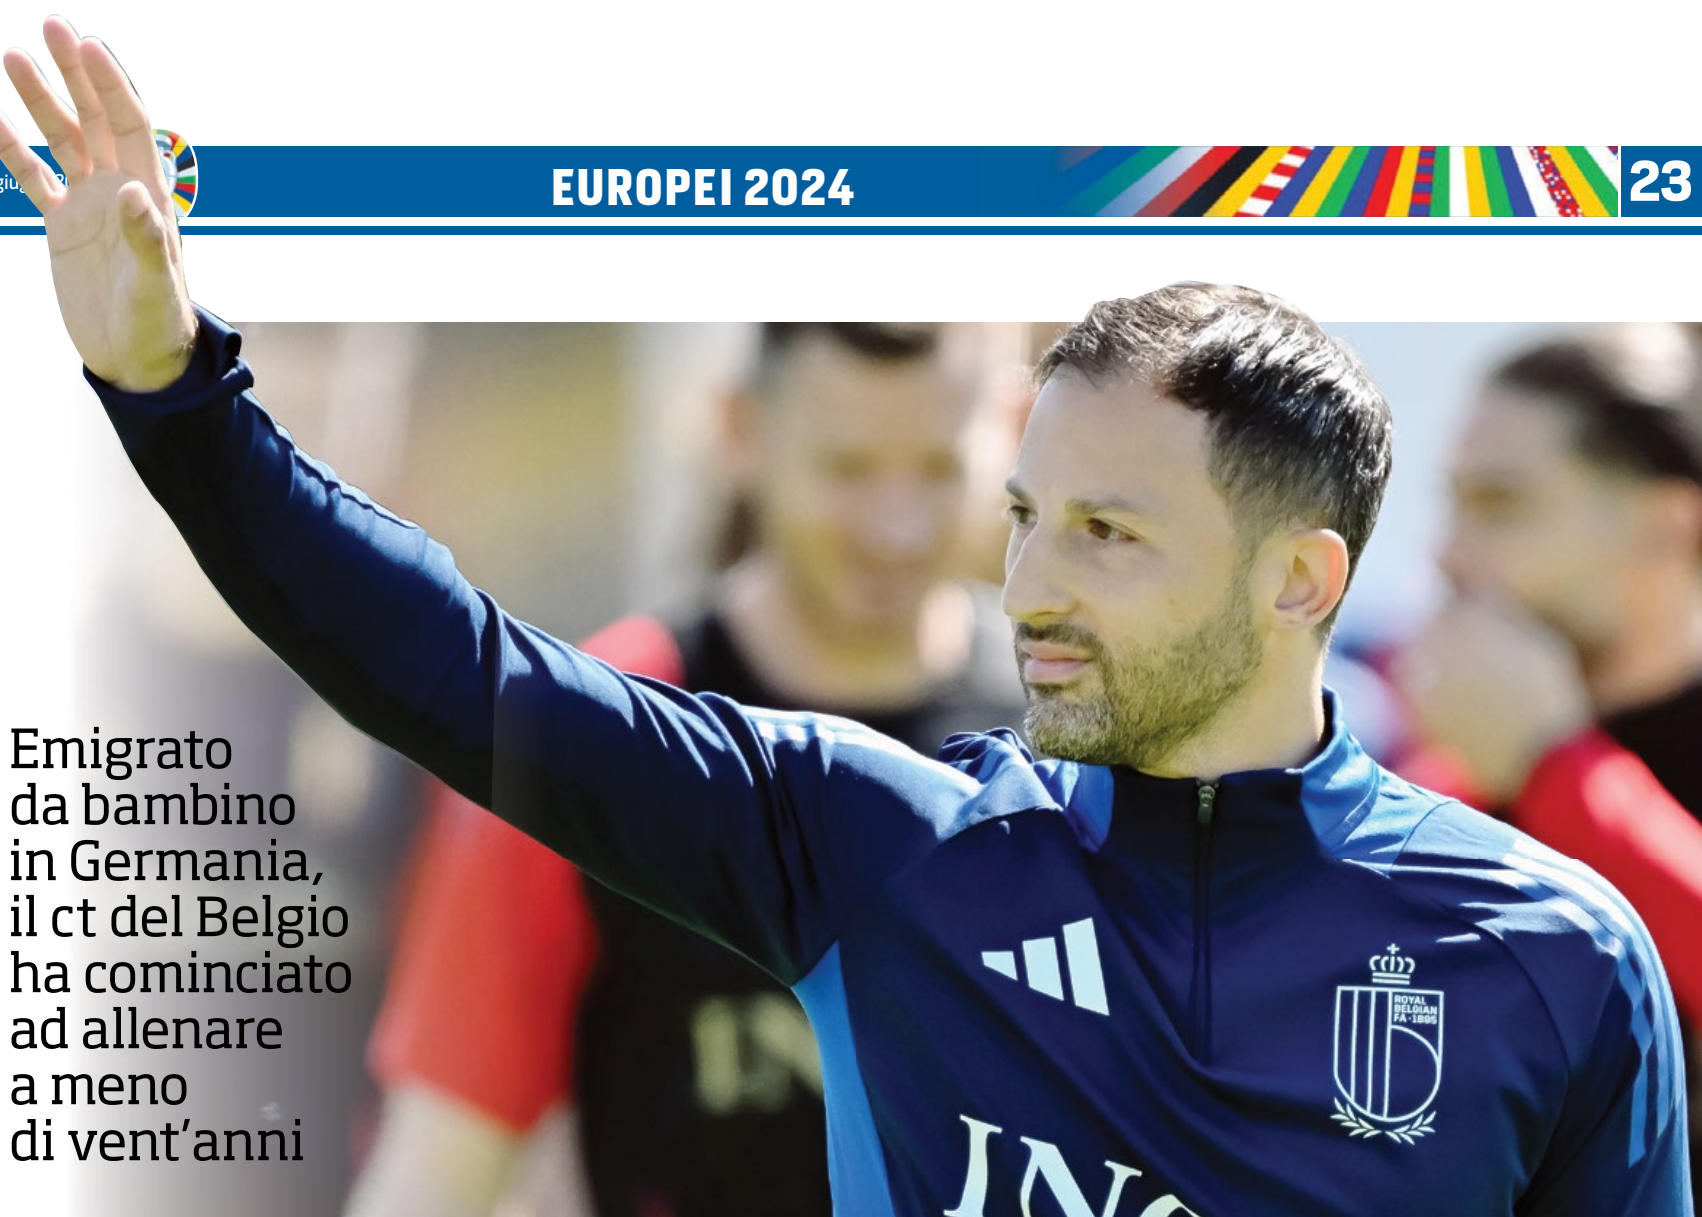 EUROPEI 2024
23
Emigrato
da bambino
in Germania,
il ct del Belgio
ha cominciato
ad allenare
a meno
di vent'anni
ROYAL
BELGIAN
FA·1895